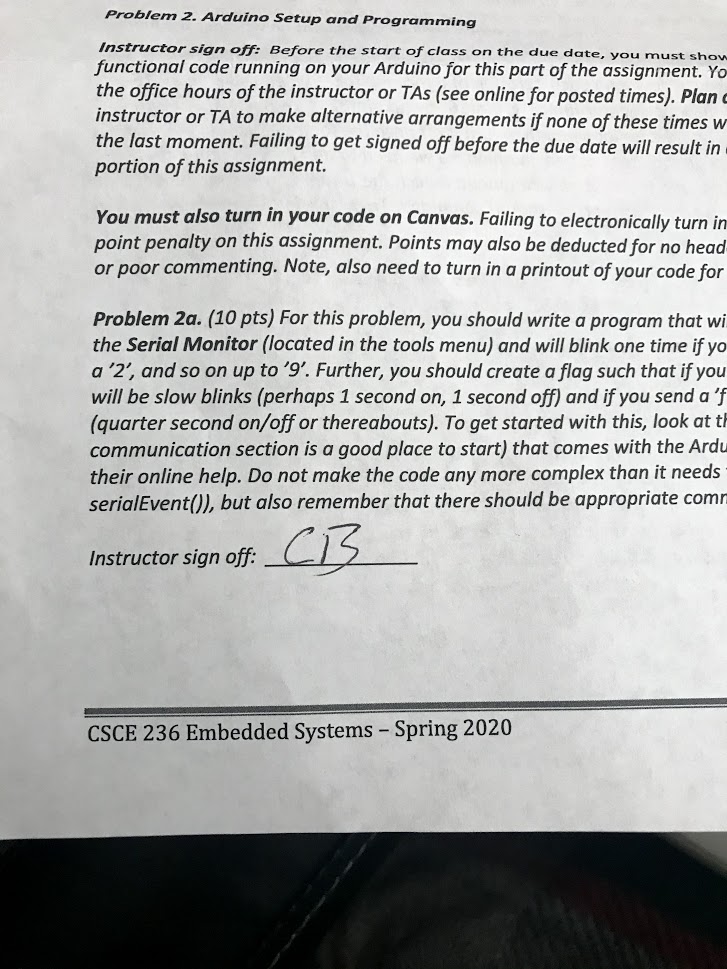 Problem 2. Arduino Setup and Programming
Instructor sign off: Before the start of class on the due date, you must show
functional code running on your Arduino for this part of the assignment. Yo
the office hours of the instructor or TAs (see online for posted times). Plan
instructor or TA to make alternative arrangements if none of these times w
the last moment. Failing to get signed off before the due date will result in
portion of this assignment.
You must also turn in your code on Canvas. Failing to electronically turn in
point penalty on this assignment. Points may also be deducted for no head
or poor commenting. Note, also need to turn in a printout of your code for
Problem 2a. (10 pts) For this problem, you should write a program that wi
the Serial Monitor (located in the tools menu) and will blink one time if yo
a '2', and so on up to '9'. Further, you should create a flag such that if you
will be slow blinks (perhaps 1 second on, 1 second off) and if you send a 'f
(quarter second on/off or thereabouts). To get started with this, look at th
communication section is a good place to start) that comes with the Ardu
their online help. Do not make the code any more complex than it needs
serialEvent()), but also remember that there should be appropriate comm
Instructor sign off: CB
CSCE 236 Embedded Systems – Spring 2020